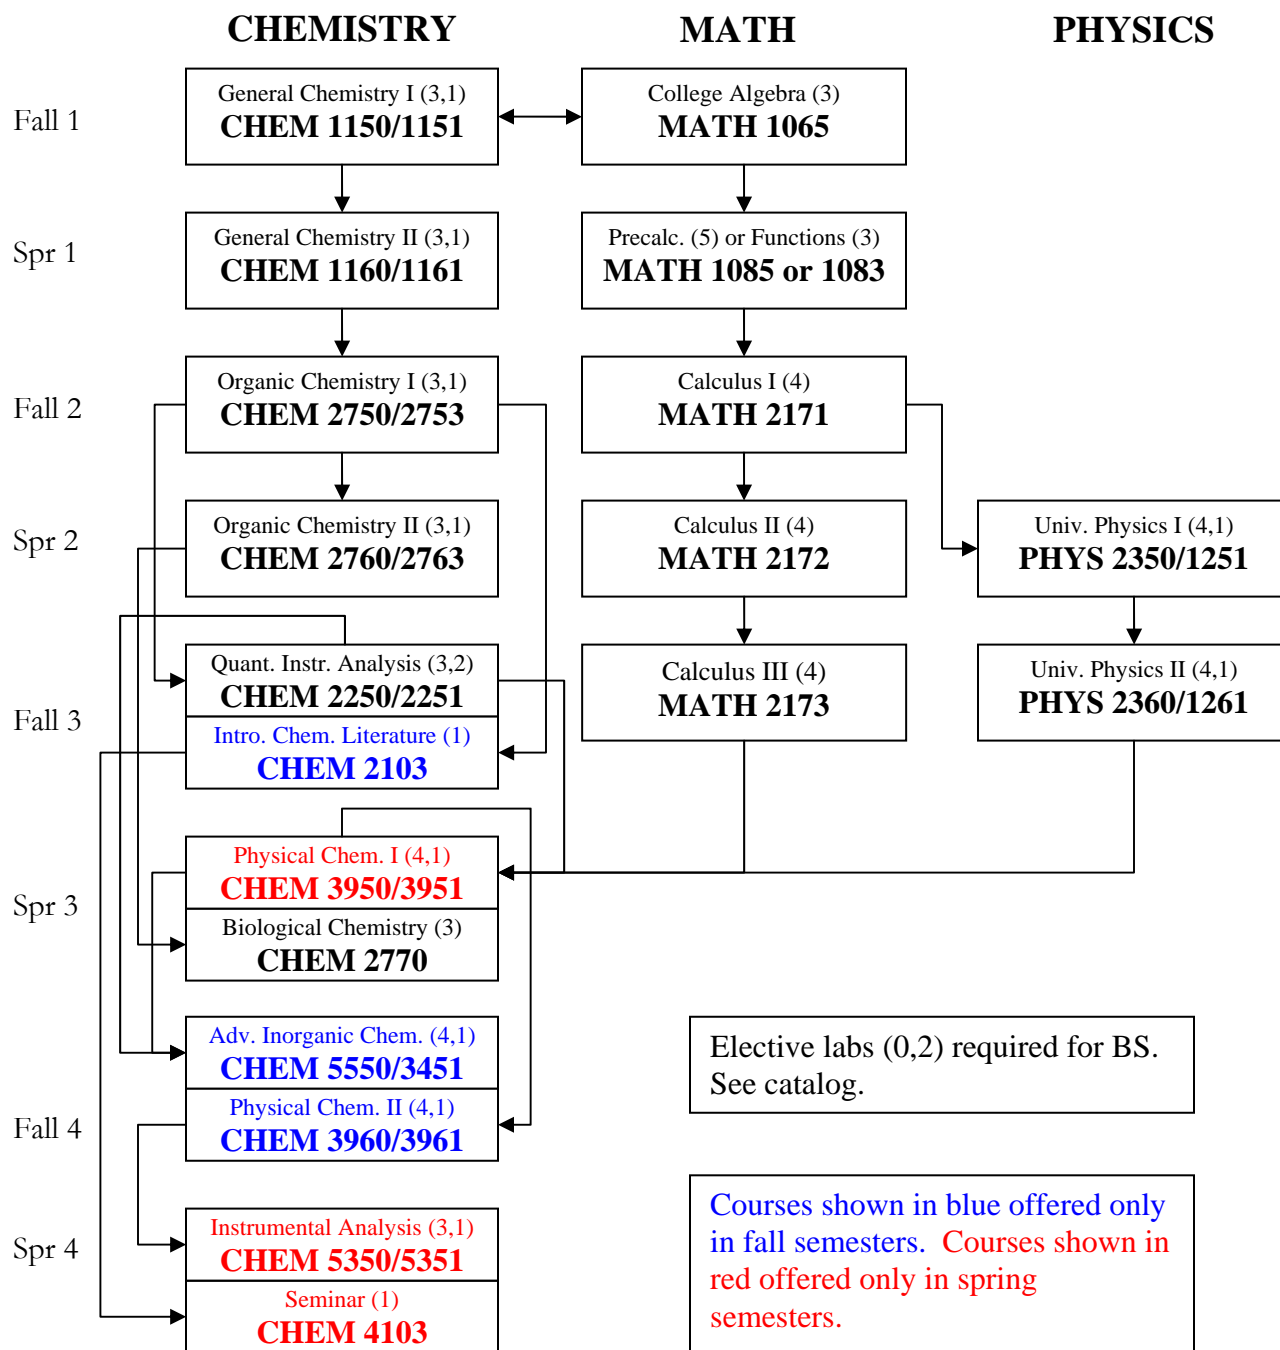 CHEMISTRY
MATH
PHYSICS
Fall 1
General Chemistry I (3,1)
CHEM 1150/1151
College Algebra (3)
MATH 1065
Spr 1
General Chemistry II (3,1)
CHEM 1160/1161
Precalc. (5) or Functions (3)
MATH 1085 or 1083
Fall 2
Organic Chemistry I (3,1)
CHEM 2750/2753
Calculus I (4)
MATH 2171
Spr 2
Organic Chemistry II (3,1)
CHEM 2760/2763
Calculus II (4)
MATH 2172
Univ. Physics I (4,1)
PHYS 2350/1251
Fall 3
Quant. Instr. Analysis (3,2)
CHEM 2250/2251
Intro. Chem. Literature (1)
CHEM 2103
Calculus III (4)
MATH 2173
Univ. Physics II (4,1)
PHYS 2360/1261
Spr 3
Physical Chem. I (4,1)
CHEM 3950/3951
Biological Chemistry (3)
CHEM 2770
Fall 4
Adv. Inorganic Chem. (4,1)
CHEM 5550/3451
Physical Chem. II (4,1)
CHEM 3960/3961
Elective labs (0,2) required for BS.
See catalog.
Spr 4
Instrumental Analysis (3,1)
CHEM 5350/5351
Seminar (1)
CHEM 4103
Courses shown in blue offered only
in fall semesters. Courses shown in
red offered only in spring
semesters.